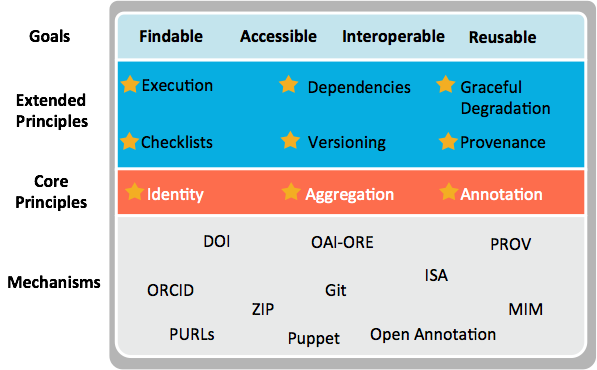 Goals
Findable Accessible Interoperable Reusable
Extended
Principles
Execution Dependencies Graceful
Degradation
Checklists Versioning Provenance
Core
Principles
Identity Aggregation Annotation
Mechanisms
DOI OAI-ORE PROV
ISA
ORCID Git
ZIP MIM
PURLs Puppet Open Annotation